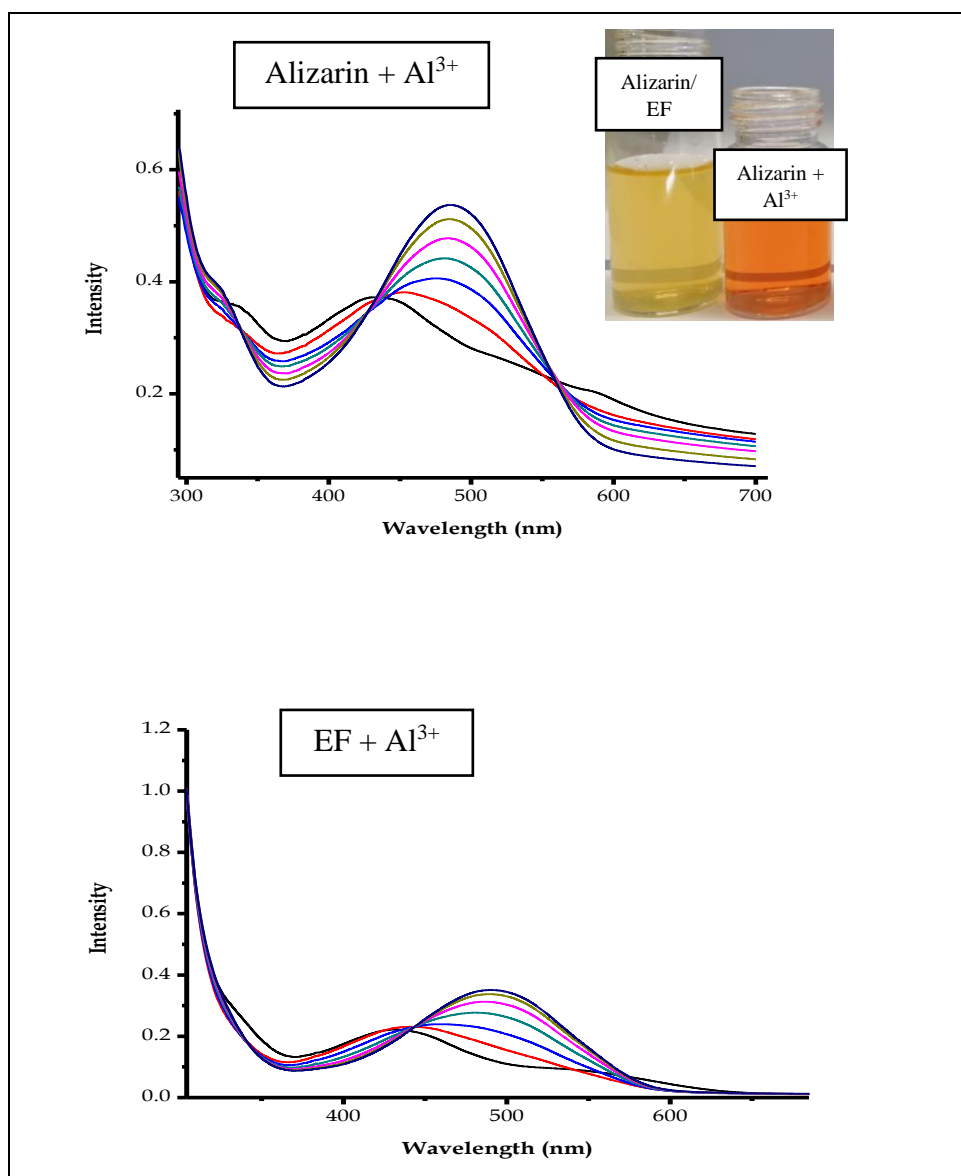 Alizarin + Al³⁺
Alizarin/
EF
Alizarin +
Al³⁺
0.6
0.4
0.2
Intensity
300
400
500
600
700
Wavelength (nm)
EF + Al³⁺
1.2
1.0
0.8
0.6
0.4
0.2
0.0
Intensity
400
500
600
Wavelength (nm)